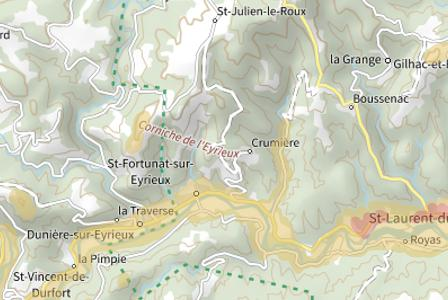 St-Julien-le-Roux
rd
la Grange
Gilhac-et-
Boussenac
Corniche de l'Eyrieux
Crumière
St-Fortunat-sur-
Eyrieux
la Traverse
St-Laurent-du
Dunière-sur-Eyrieux
Royas
la Pimpie
St-Vincent-de-
Durfort